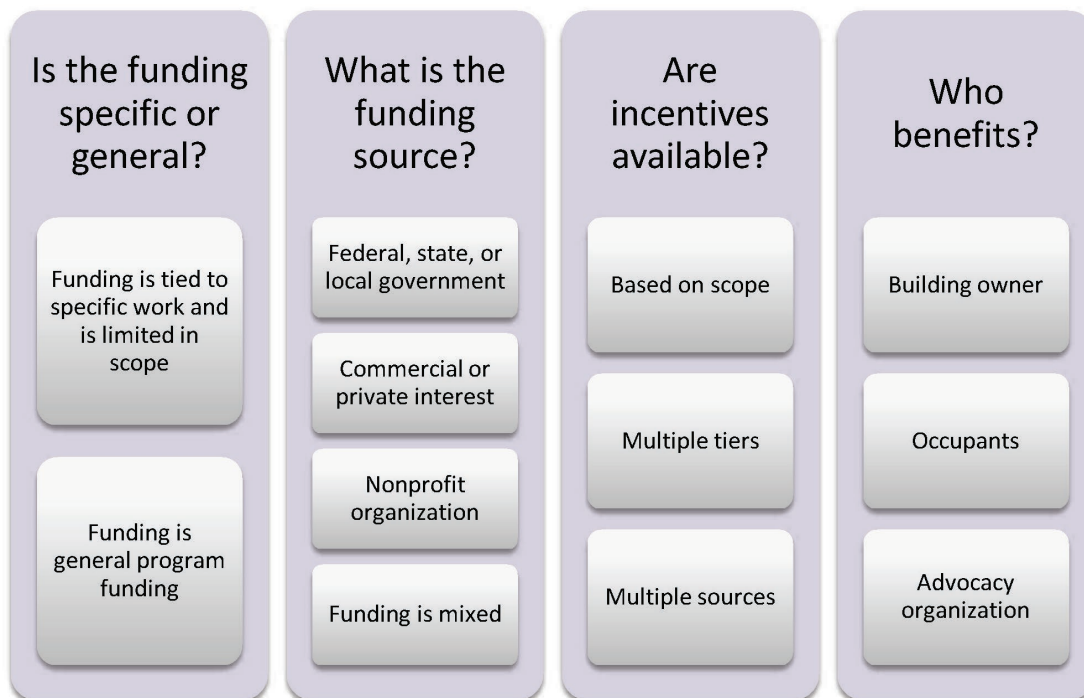 Is the funding
specific or
general?
Funding is tied to
specific work and
is limited in
scope
Funding is
general program
funding
What is the
funding
source?
Federal, state, or
local government
Commercial or
private interest
Nonprofit
organization
Funding is mixed
Are
incentives
available?
Based on scope
Multiple tiers
Multiple sources
Who
benefits?
Building owner
Occupants
Advocacy
organization